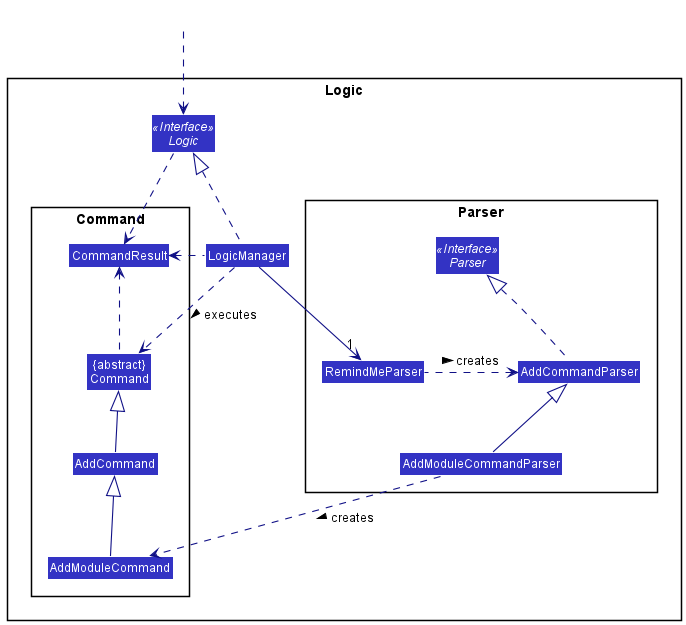 Logic
«Interface»
Logic
Command
Parser
CommandResult
LogicManager
«Interface»
Parser
executes
1
{abstract}
Command
RemindMeParser
creates
AddCommandParser
AddCommand
AddModuleCommandParser
creates
AddModuleCommand